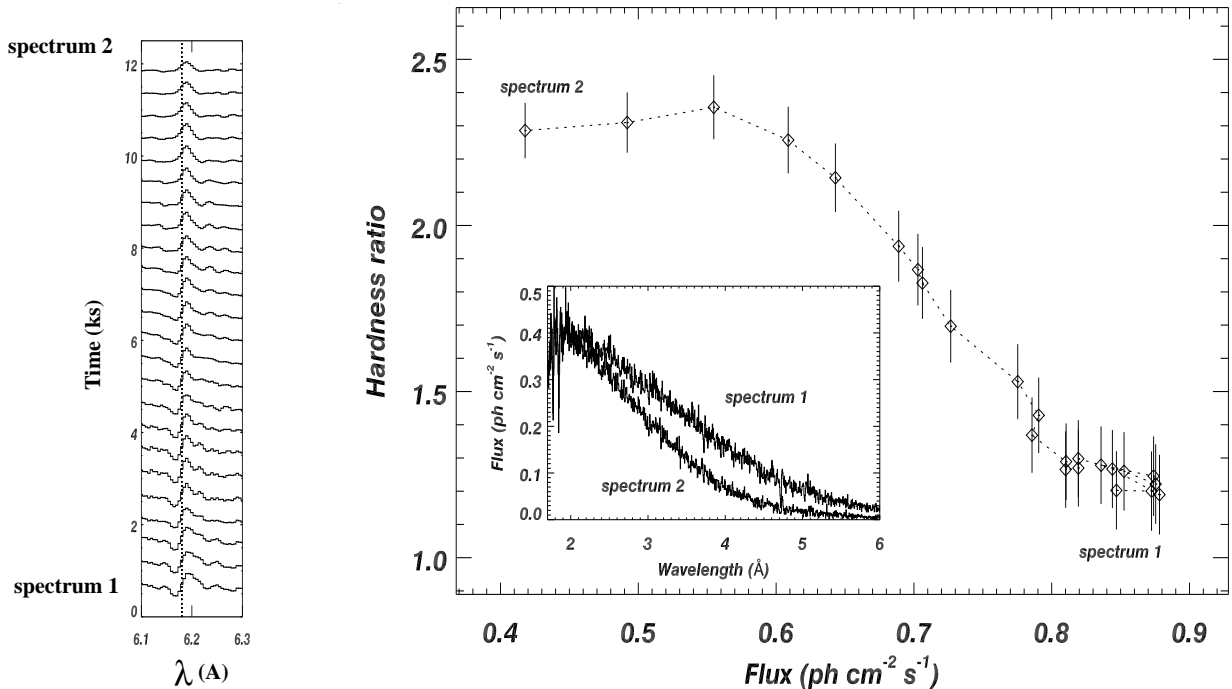 spectrum 2
12
10
8
6
4
2
0
Time (ks)
spectrum 1
6.1 6.2 6.3
λ (A)
2.5
2.0
1.5
1.0
Hardness ratio
spectrum 2
spectrum 1
0.4 0.5 0.6 0.7 0.8 0.9
Flux (ph cm-2 s-1)
0.5
0.4
0.3
0.2
0.1
0.0
Flux (ph cm-2 s-1)
spectrum 1
spectrum 2
2 3 4 5 6
Wavelength (Å)